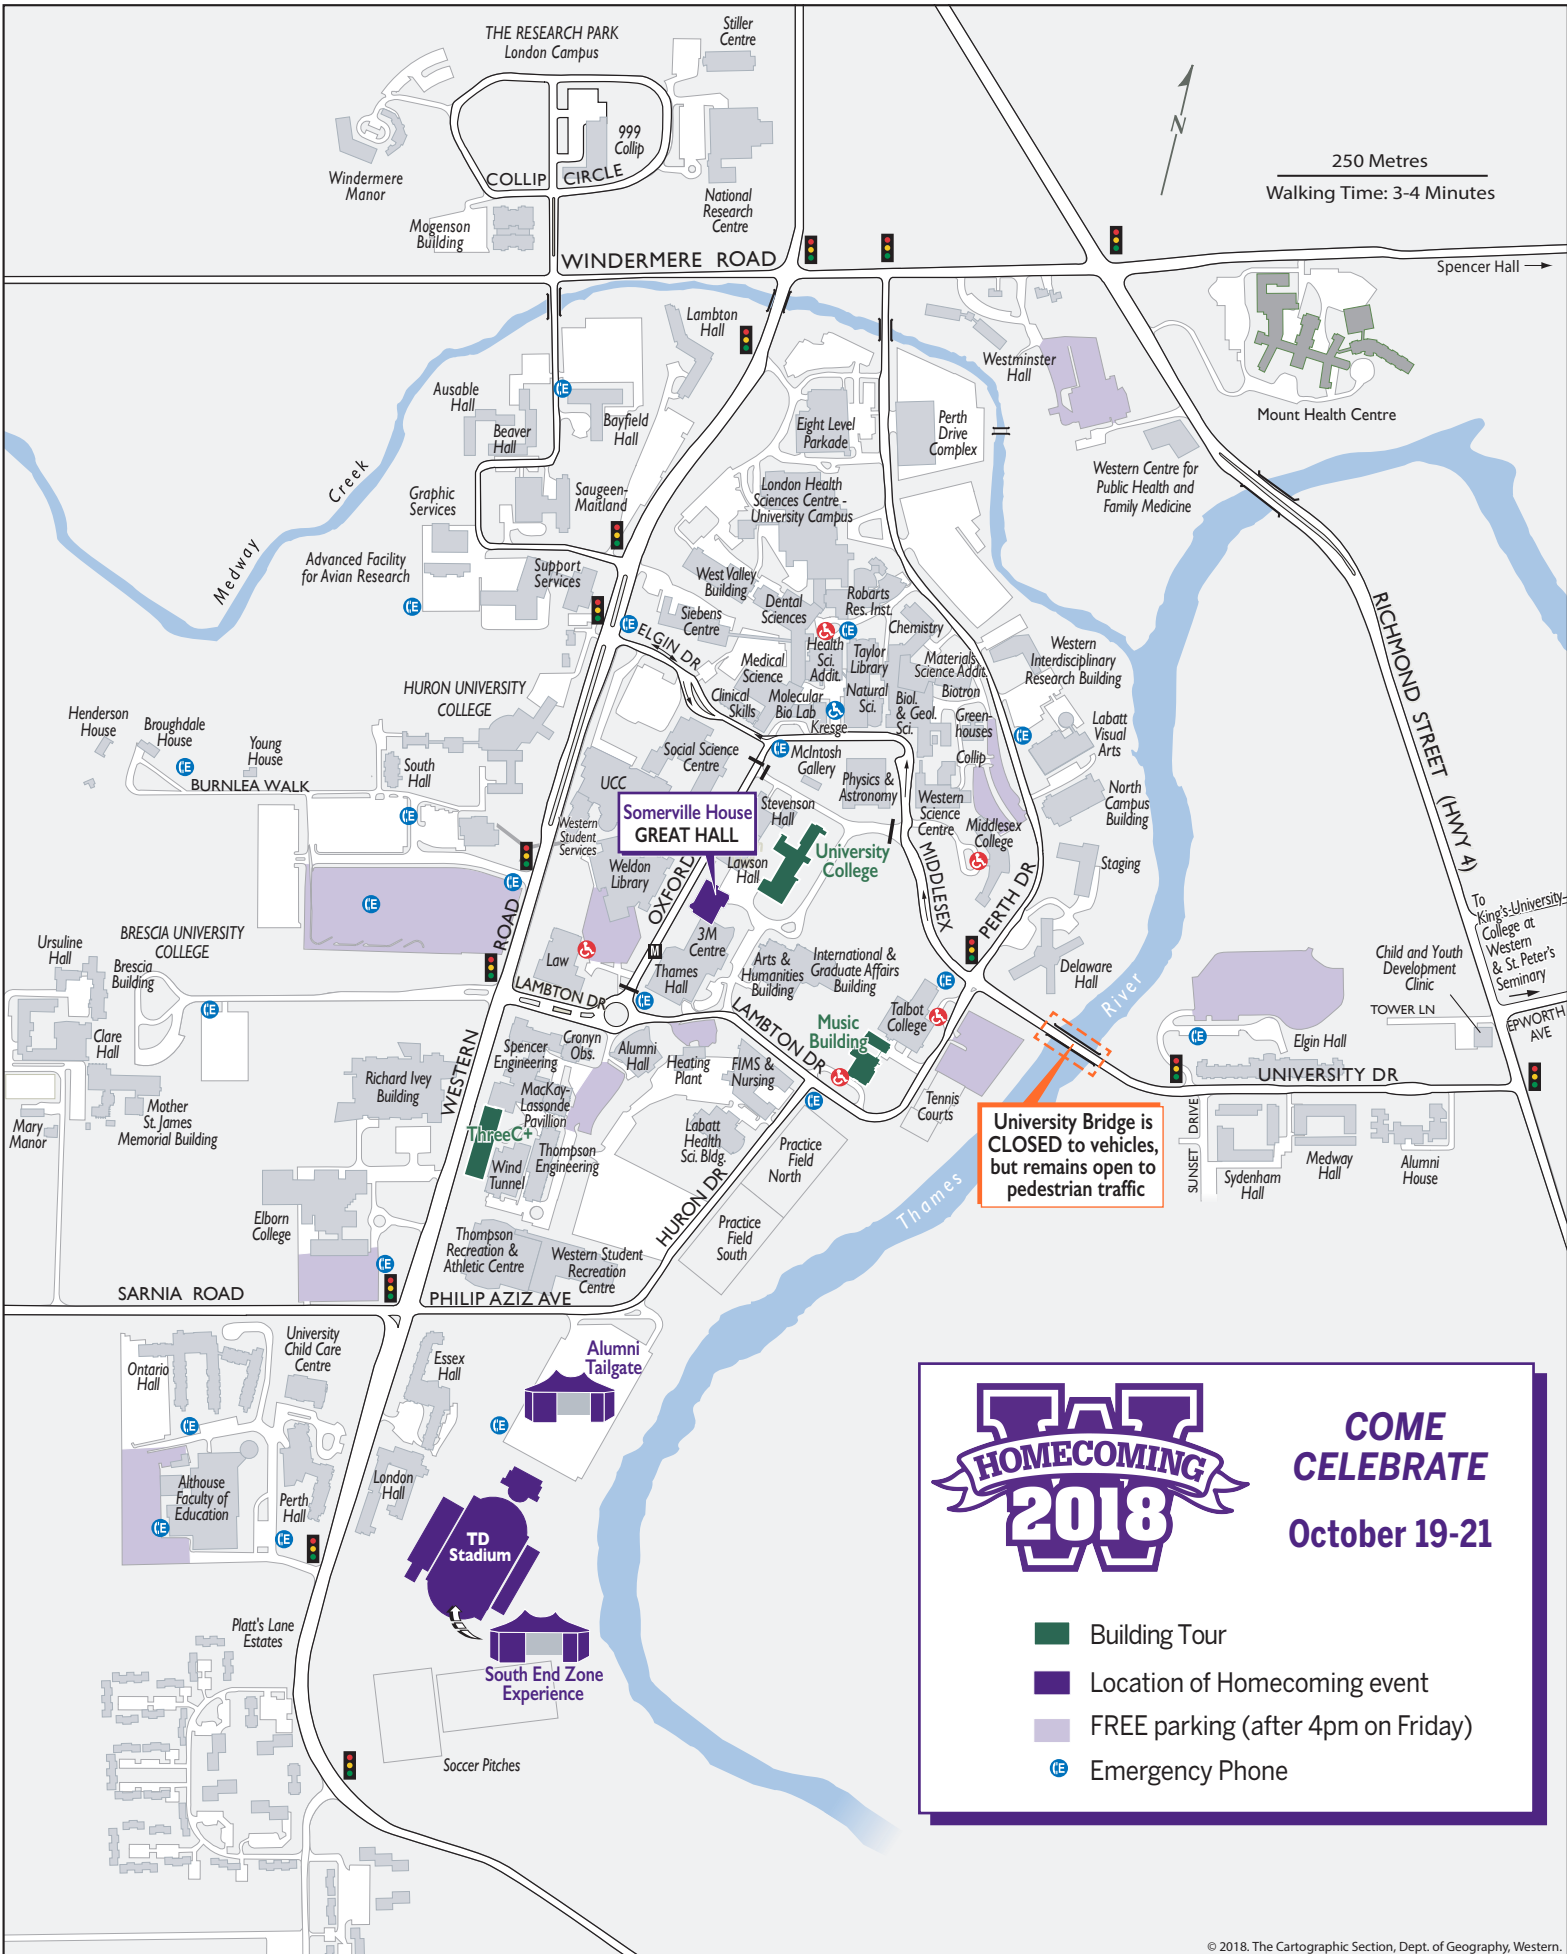 THE RESEARCH PARK
London Campus
Stiller
Centre
999
Collip
COLLIP CIRCLE
Windermere
Manor
Mogenson
Building
National
Research
Centre
N
250 Metres
Walking Time: 3-4 Minutes
WINDERMERE ROAD
Spencer Hall
Lambton
Hall
Westminster
Hall
Mount Health Centre
Ausable
Hall
Beaver
Hall
Bayfield
Hall
Eight Level
Parkade
Perth
Drive
Complex
Western Centre for
Public Health and
Family Medicine
Medway Creek
Graphic
Services
Saugeen-
Maitland
London Health
Sciences Centre -
University Campus
Advanced Facility
for Avian Research
Support
Services
West Valley
Building
Siebens
Centre
Dental
Sciences
Robarts
Res. Inst.
Chemistry
ELGIN DR
Medical
Science
Health
Sci.
Addit.
Taylor
Library
Materials
Science Addit.
Biotron
Western
Interdisciplinary
Research Building
RICHMOND STREET (HWY 4)
HURON UNIVERSITY
COLLEGE
Clinical
Skills
Molecular
Bio Lab
Kresge
Natural
Sci.
Biol.
& Geol.
Sci.
Green-
houses
Collip
Labatt
Visual
Arts
Henderson
House
Broughdale
House
Young
House
BURNLEA WALK
South
Hall
Social Science
Centre
McIntosh
Gallery
Physics &
Astronomy
Western
Science
Centre
Middlesex
College
North
Campus
Building
UCC
Somerville House
GREAT HALL
Stevenson
Hall
Western
Student
Services
Weldon
Library
Lawson
Hall
University
College
MIDDLESEX
PERTH DR
Staging
OXFORD
BRESCIA UNIVERSITY
COLLEGE
Ursuline
Hall
Brescia
Building
WESTERN ROAD
Law
M
3M
Centre
Thames
Hall
Arts &
Humanities
Building
International &
Graduate Affairs
Building
Delaware
Hall
River
To
King's University
College at
Western
& St. Peter's
Seminary
Child and Youth
Development
Clinic
TOWER LN
EPWORTH
AVE
LAMBTON DR
LAMBTON DR
Talbot
College
Music
Building
Elgin Hall
UNIVERSITY DR
Clare
Hall
Spencer
Engineering
Cronyn
Obs.
Alumni
Hall
Heating
Plant
FIMS &
Nursing
Richard Ivey
Building
MacKay-
Lassonde
Pavilion
Tennis
Courts
University Bridge is
CLOSED to vehicles,
but remains open to
pedestrian traffic
SUNSET DRIVE
Sydenham
Hall
Medway
Hall
Alumni
House
Mary
Manor
Mother
St. James
Memorial Building
ThreeC+
Wind
Tunnel
Thompson
Engineering
Labatt
Health
Sci. Bldg.
Practice
Field
North
Thames
Elborn
College
HURON DR
Practice
Field
South
Thompson
Recreation &
Athletic Centre
Western Student
Recreation
Centre
SARNIA ROAD
PHILIP AZIZ AVE
University
Child Care
Centre
Ontario
Hall
Essex
Hall
Alumni
Tailgate
Althouse
Faculty of
Education
Perth
Hall
London
Hall
TD
Stadium
Platt's Lane
Estates
South End Zone
Experience
Soccer Pitches
W
HOMECOMING
2018
COME
CELEBRATE
October 19-21
Building Tour
Location of Homecoming event
FREE parking (after 4pm on Friday)
Emergency Phone
© 2018. The Cartographic Section, Dept. of Geography, Western.